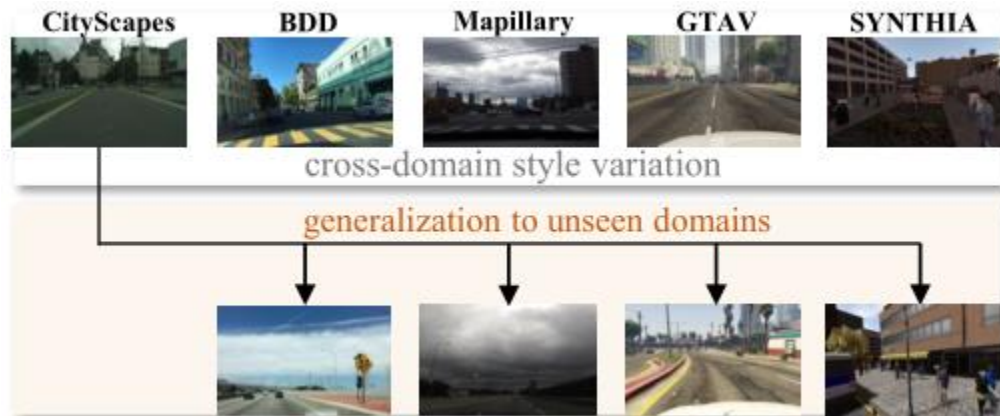 CityScapes BDD Mapillary GTAV SYNTHIA
cross-domain style variation
generalization to unseen domains